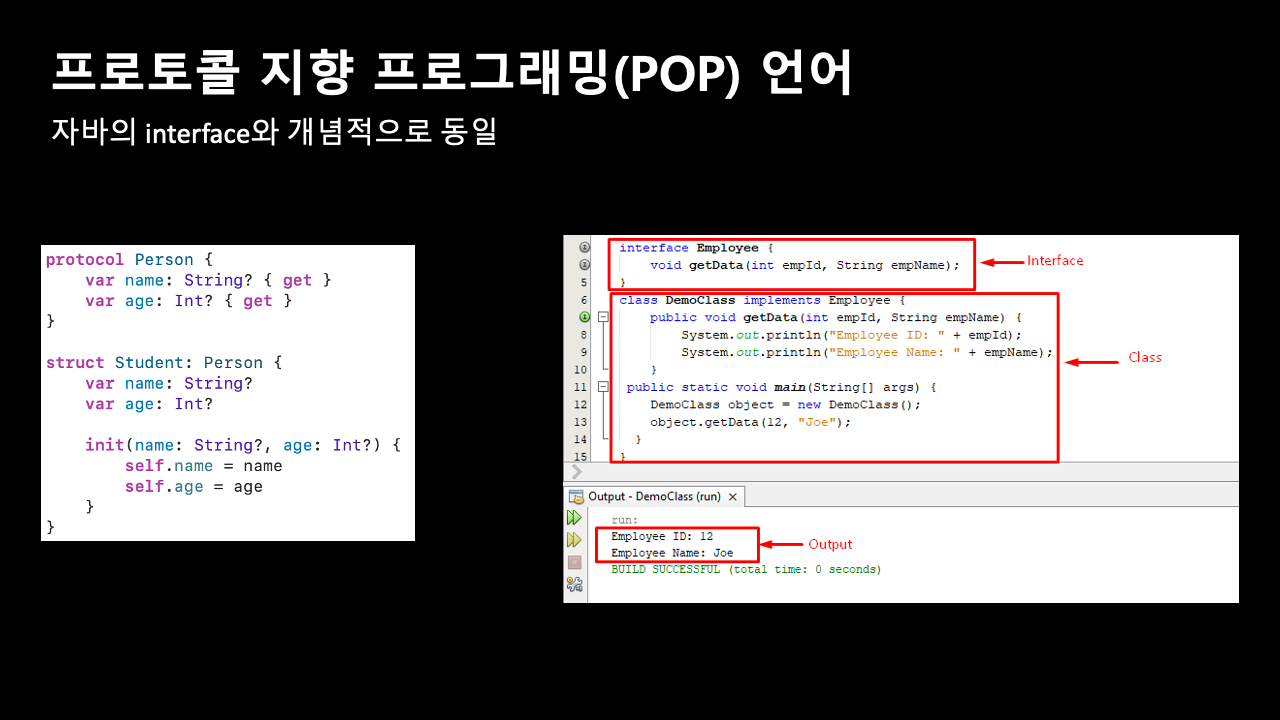 프로토콜 지향 프로그래밍(POP) 언어
자바의 interface와 개념적으로 동일
protocol Person {
    var name: String? { get }
    var age: Int? { get }
}
struct Student: Person {
    var name: String?
    var age: Int?
    init(name: String?, age: Int?) {
        self.name = name
        self.age = age
    }
}
interface Employee {
    void getData(int empId, String empName);
5 }
6 class DemoClass implements Employee {
    public void getData(int empId, String empName) {
8 System.out.println("Employee ID: " + empId);
9 System.out.println("Employee Name: " + empName);
10 }
11 public static void main(String[] args) {
12 DemoClass object = new DemoClass();
13 object.getData(12, "Joe");
14 }
15 }
Interface
Class
Output - DemoClass (run)
run:
Employee ID: 12
Employee Name: Joe
BUILD SUCCESSFUL (total time: 0 seconds)
Output